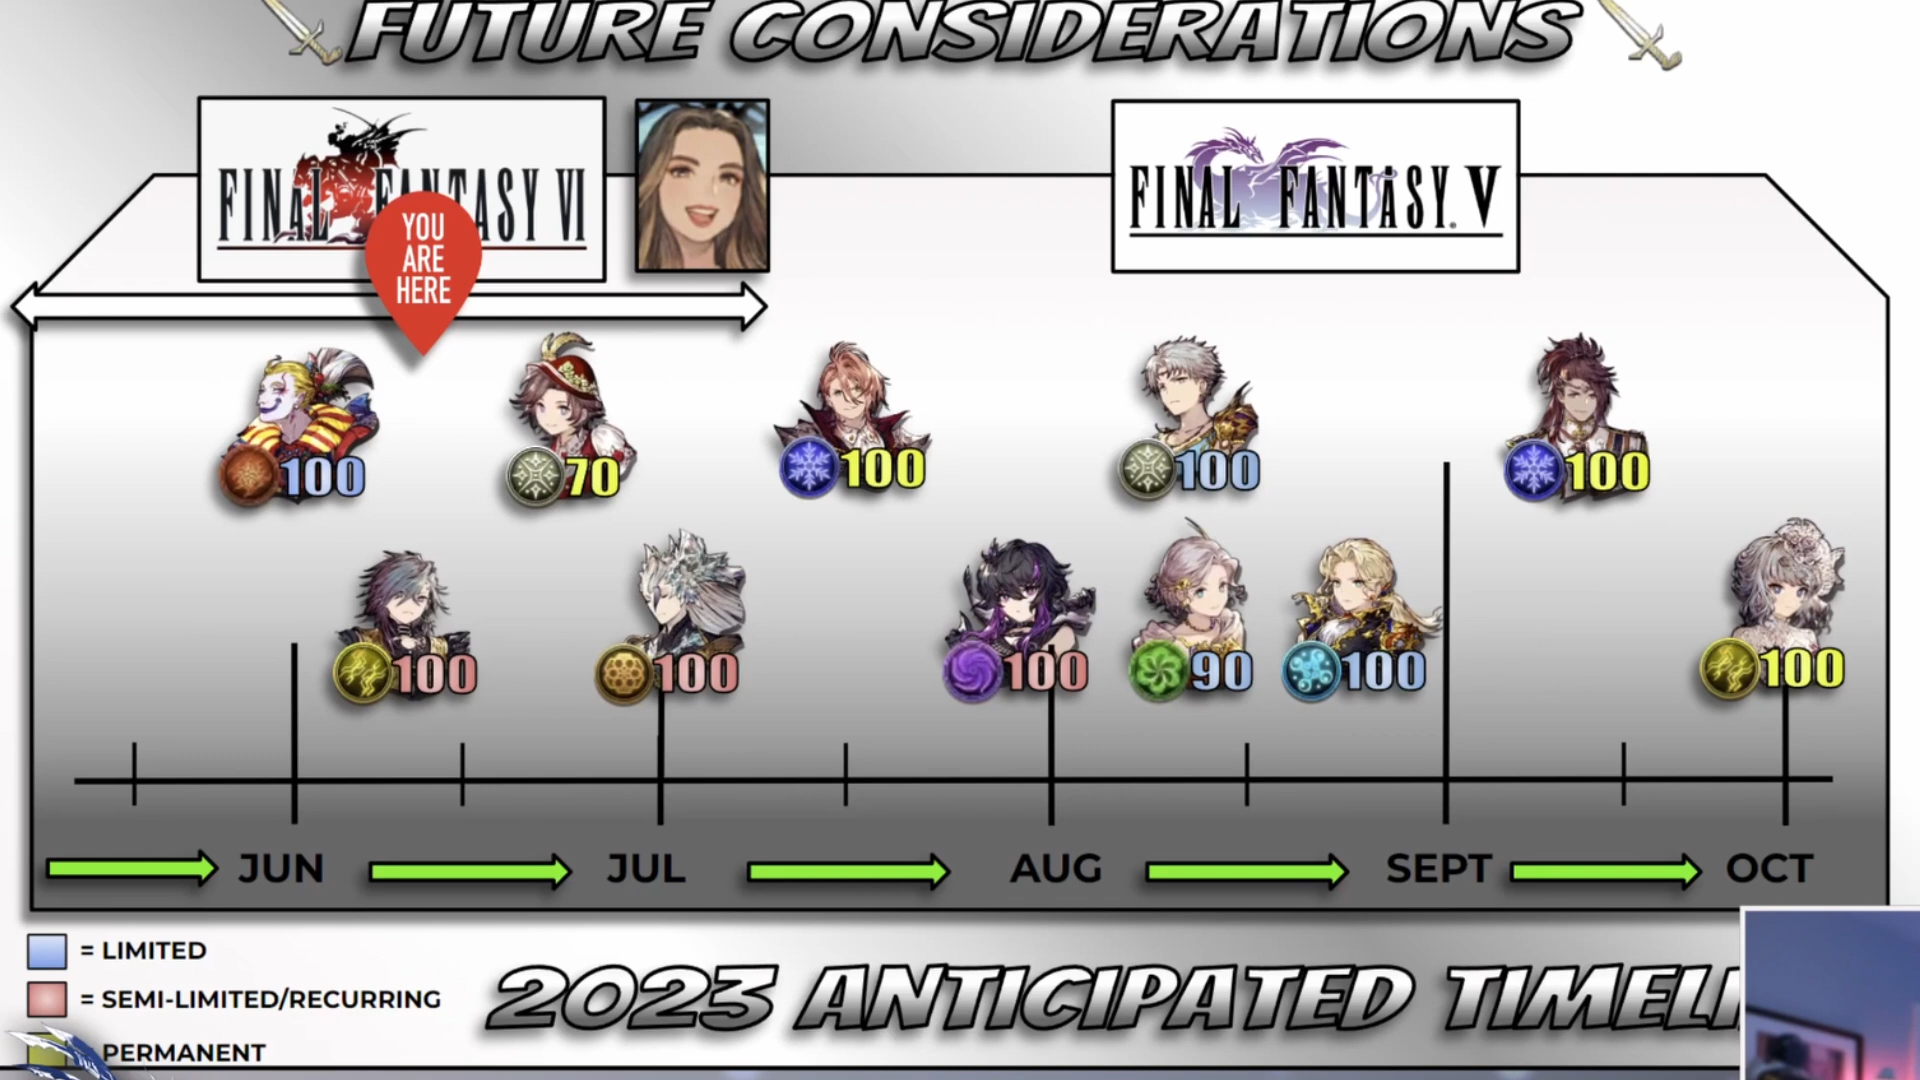 FUTURE CONSIDERATIONS
FINAL FANTASY VI
YOU
ARE
HERE
FINAL FANTASY V
100
70
100
100
100
100
100
100
90
100
100
JUN
JUL
AUG
SEPT
OCT
= LIMITED
= SEMI-LIMITED/RECURRING
PERMANENT
2023 ANTICIPATED TIMELI